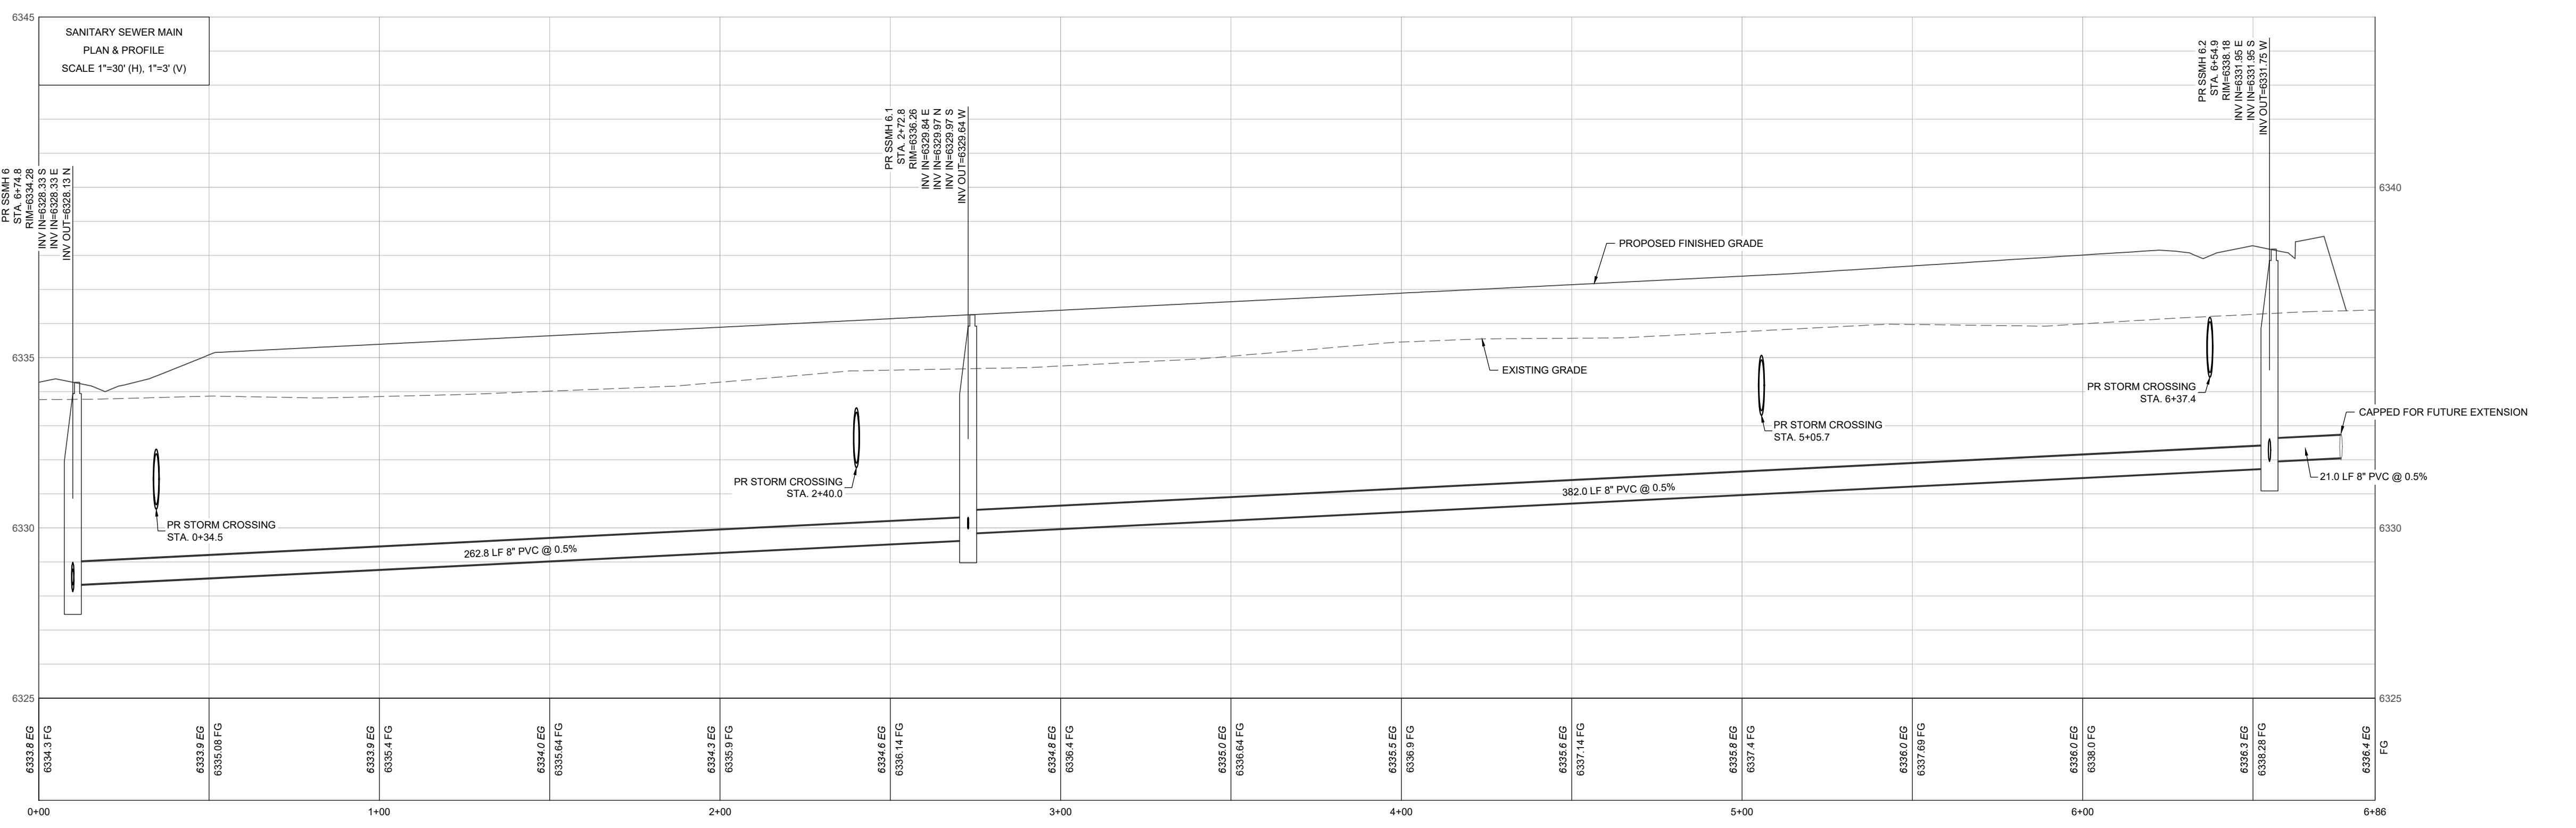 6345
SANITARY SEWER MAIN
PLAN & PROFILE
SCALE 1"=30' (H), 1"=3' (V)
PR SSMH 6
STA. 6+74.8
RIM=6334.28
INV IN=6328.33 S
INV IN=6328.33 E
INV OUT=6328.13 N
PR SSMH 6.1
STA. 2+72.8
RIM=6336.26
INV IN=6329.84 E
INV IN=6329.97 N
INV IN=6329.97 S
INV OUT=6329.64 W
PR SSMH 6.2
STA. 6+54.9
RIM=6338.18
INV IN=6331.95 E
INV IN=6331.95 S
INV OUT=6331.75 W
6340
PROPOSED FINISHED GRADE
6335
EXISTING GRADE
PR STORM CROSSING
STA. 6+37.4
CAPPED FOR FUTURE EXTENSION
PR STORM CROSSING
STA. 5+05.7
21.0 LF 8" PVC @ 0.5%
PR STORM CROSSING
STA. 2+40.0
382.0 LF 8" PVC @ 0.5%
PR STORM CROSSING
STA. 0+34.5
6330
6330
262.8 LF 8" PVC @ 0.5%
6325
6325
6333.8 EG
6334.3 FG
6333.9 EG
6335.08 FG
6333.9 EG
6335.4 FG
6334.0 EG
6335.64 FG
6334.3 EG
6335.9 FG
6334.6 EG
6336.14 FG
6334.8 EG
6336.4 FG
6335.0 EG
6336.64 FG
6335.5 EG
6336.9 FG
6335.6 EG
6337.14 FG
6335.8 EG
6337.4 FG
6336.0 EG
6337.69 FG
6336.0 EG
6338.0 FG
6336.3 EG
6338.28 FG
6336.4 EG
FG
0+00
1+00
2+00
3+00
4+00
5+00
6+00
6+86